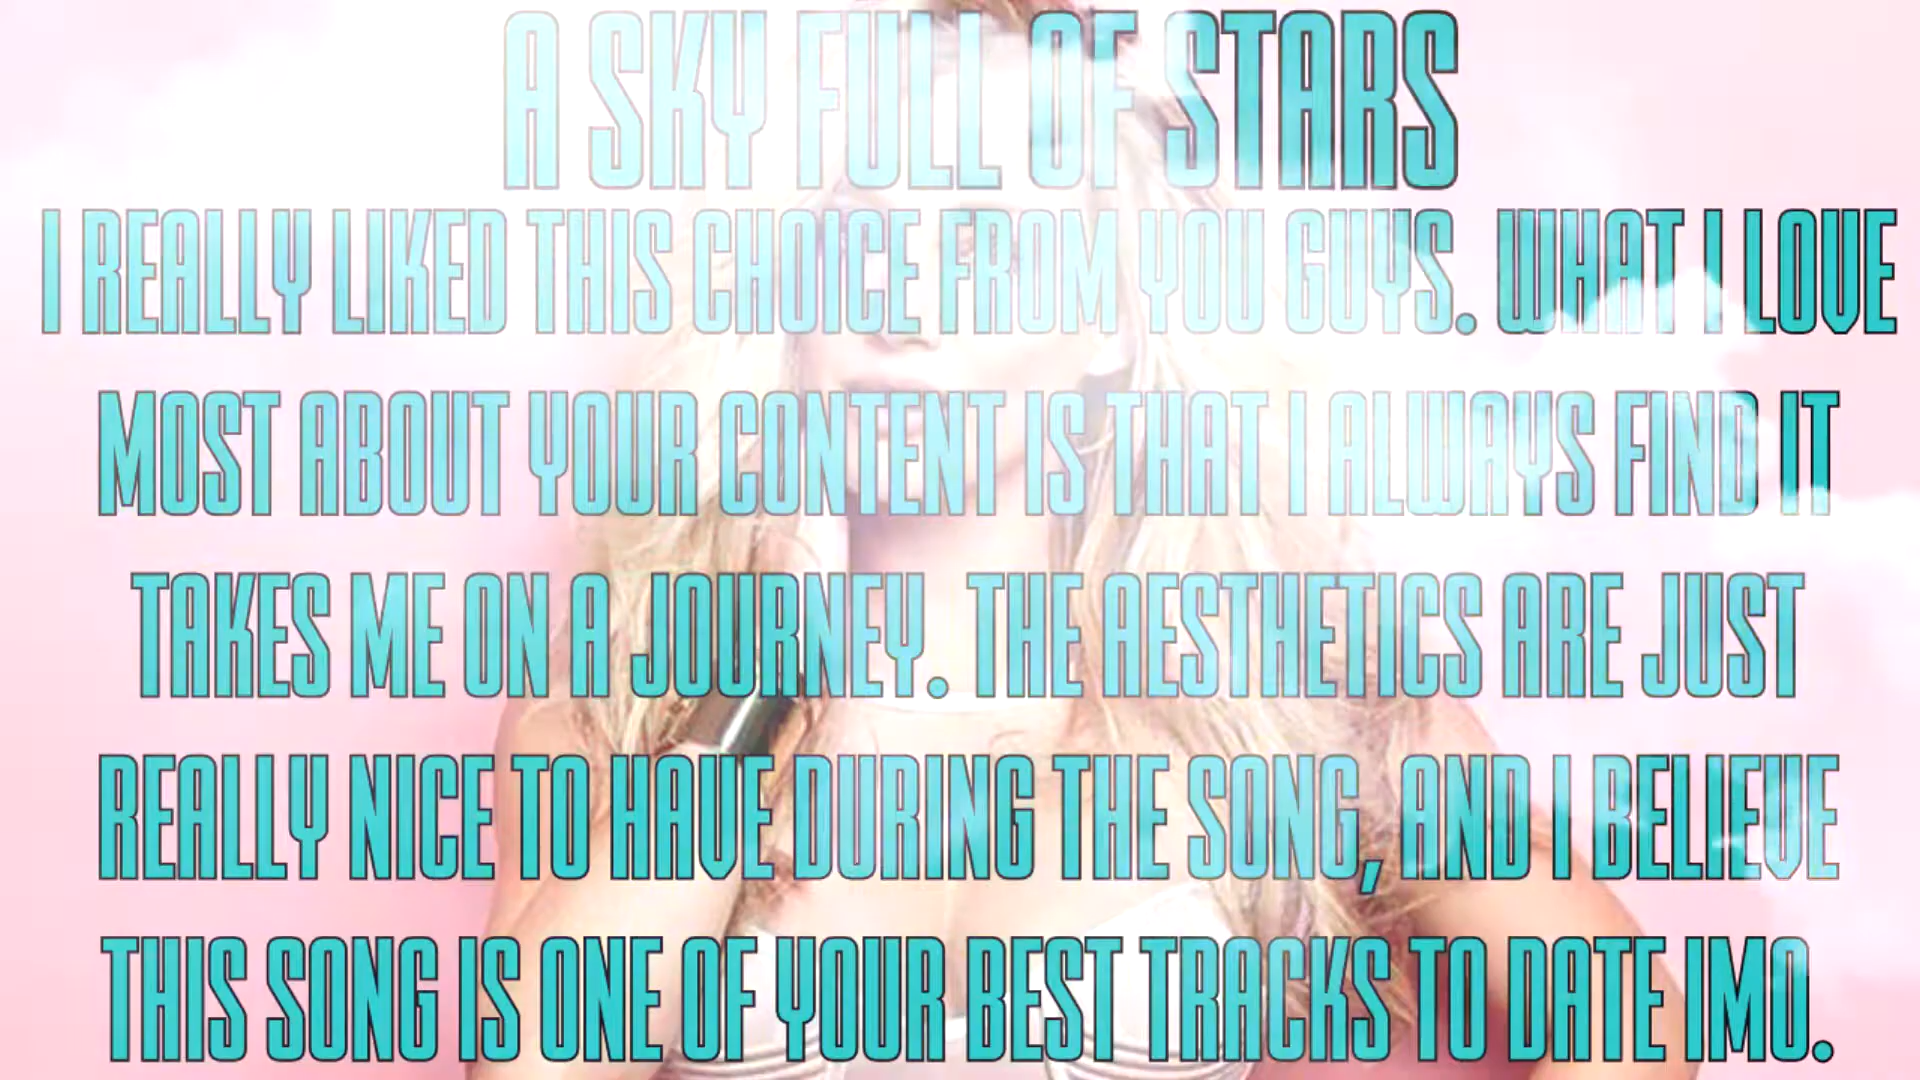 A SKY FULL OF STARS
I REALLY LIKED THIS CHOICE FROM YOU GUYS. WHAT I LOVE
MOST ABOUT YOUR CONTENT IS THAT I ALWAYS FIND IT
TAKES ME ON A JOURNEY. THE AESTHETICS ARE JUST
REALLY NICE TO HAVE DURING THE SONG, AND I BELIEVE
THIS SONG IS ONE OF YOUR BEST TRACKS TO DATE IMO.